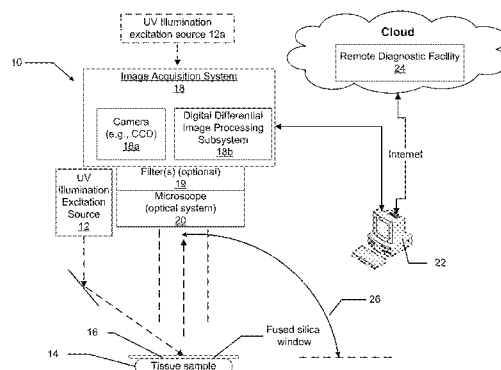 UV Illumination
excitation source 12a
Cloud
Remote Diagnostic Facility
24
10
Image Acquisition System
18
Camera
(e.g., CCD)
18a
Digital Differential
Image Processing
Subsystem
18b
Internet
UV
Illumination
Excitation
Source
12
Filter(s) (optional)
19
Microscope
(optical system)
20
22
26
16
Fused silica
window
14
Tissue sample